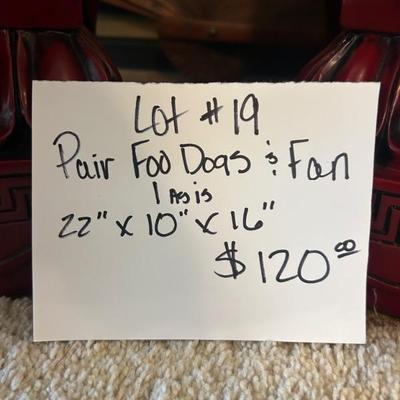 Lot #19
Pair Foo Dogs & Fan
1 As is
22" x 10" x 16"
$120.00